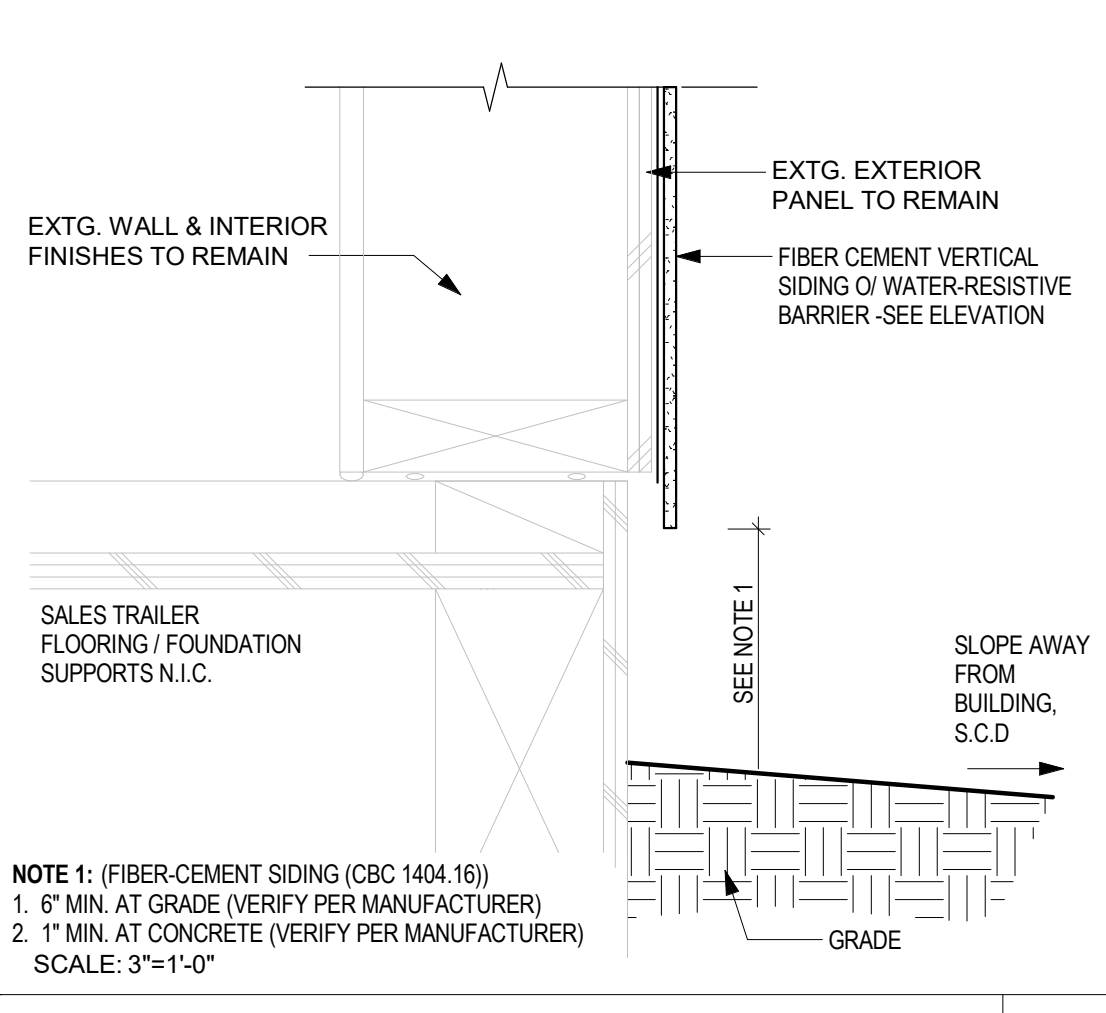 EXTG. EXTERIOR
PANEL TO REMAIN
EXTG. WALL & INTERIOR
FINISHES TO REMAIN
FIBER CEMENT VERTICAL
SIDING O/ WATER-RESISTIVE
BARRIER -SEE ELEVATION
SALES TRAILER
FLOORING / FOUNDATION
SUPPORTS N.I.C.
SEE NOTE 1
SLOPE AWAY
FROM
BUILDING,
S.C.D
NOTE 1: (FIBER-CEMENT SIDING (CBC 1404.16))
1. 6" MIN. AT GRADE (VERIFY PER MANUFACTURER)
2. 1" MIN. AT CONCRETE (VERIFY PER MANUFACTURER)
SCALE: 3"=1'-0"
GRADE